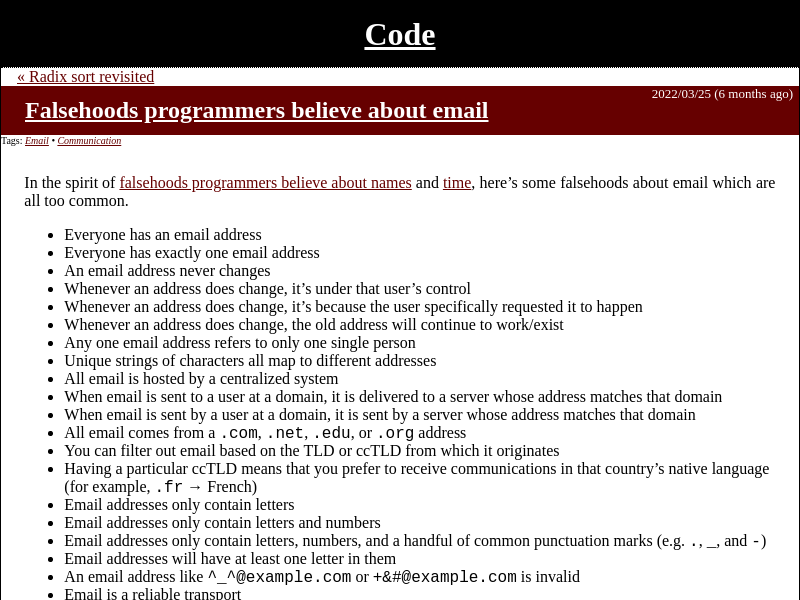 Code
« Radix sort revisited
2022/03/25 (6 months ago)
Falsehoods programmers believe about email
Tags: Email • Communication
In the spirit of falsehoods programmers believe about names and time, here’s some falsehoods about email which are
all too common.
• Everyone has an email address
• Everyone has exactly one email address
• An email address never changes
• Whenever an address does change, it’s under that user’s control
• Whenever an address does change, it’s because the user specifically requested it to happen
• Whenever an address does change, the old address will continue to work/exist
• Any one email address refers to only one single person
• Unique strings of characters all map to different addresses
• All email is hosted by a centralized system
• When email is sent to a user at a domain, it is delivered to a server whose address matches that domain
• When email is sent by a user at a domain, it is sent by a server whose address matches that domain
• All email comes from a .com, .net, .edu, or .org address
• You can filter out email based on the TLD or ccTLD from which it originates
• Having a particular ccTLD means that you prefer to receive communications in that country’s native language
(for example, .fr → French)
• Email addresses only contain letters
• Email addresses only contain letters and numbers
• Email addresses only contain letters, numbers, and a handful of common punctuation marks (e.g. ., _, and -)
• Email addresses will have at least one letter in them
• An email address like ^_^@example.com or +&#@example.com is invalid
• Email is a reliable transport